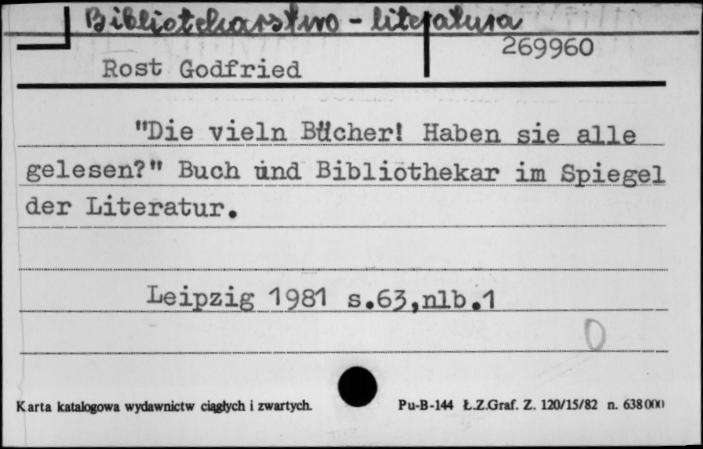 Bibliotekarstwo - literatura
269960
Rost Godfried
"Die vieln Bücher! Haben sie alle
gelesen?" Buch und Bibliothekar im Spiegel
der Literatur.
Leipzig 1981 s.63,nlb.1
0
Karta katalogowa wydawnictw ciągłych i zwartych. Pu-B-144 Ł.Z.Graf. Z. 120/15/82 n. 638000